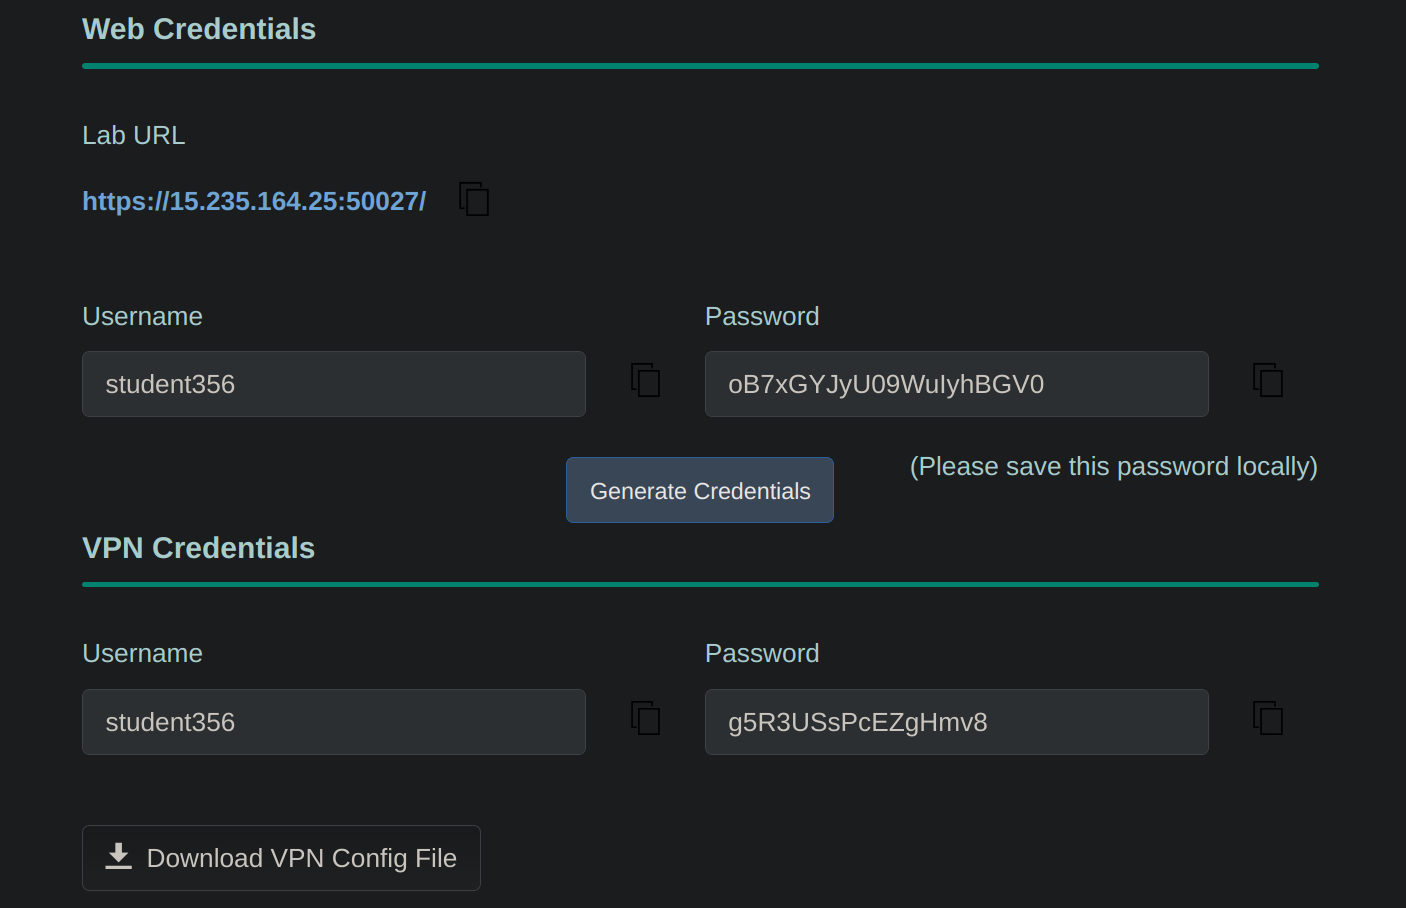 Web Credentials
Lab URL
https://15.235.164.25:50027/
Username
Password
student356
oB7xGYJyU09WuIyhBGV0
(Please save this password locally)
Generate Credentials
VPN Credentials
Username
Password
student356
g5R3USsPcEZgHmv8
Download VPN Config File